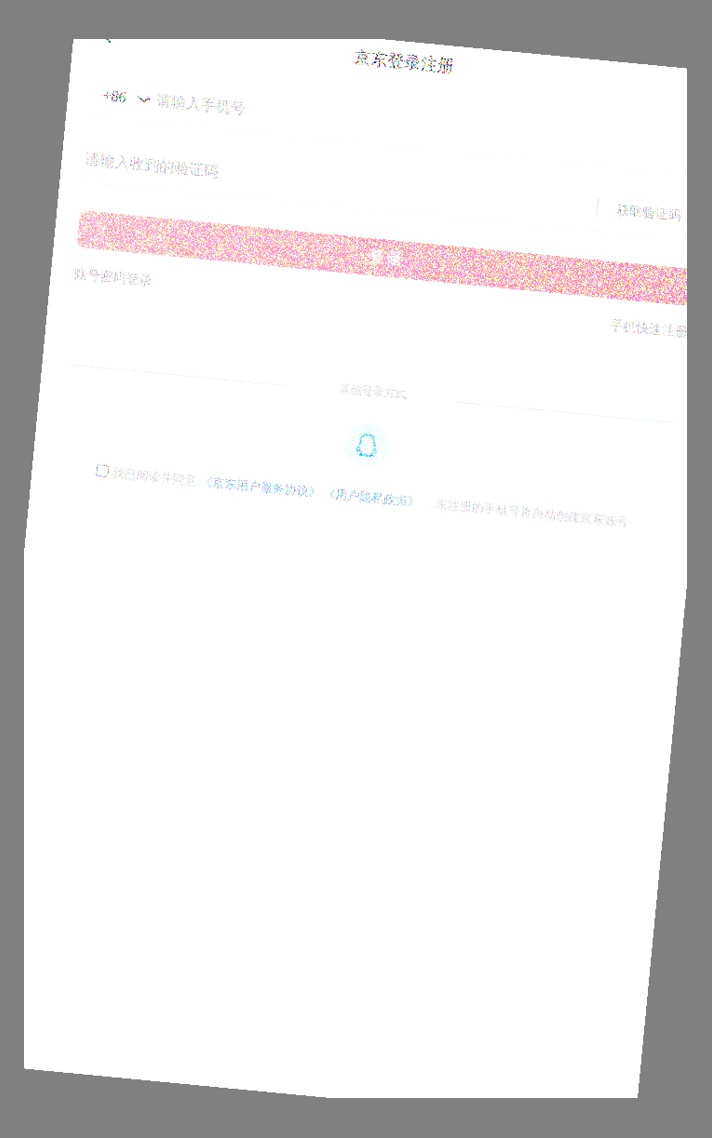 京东登录注册
+86 请输入手机号
请输入收到的验证码
获取验证码
登 录
账号密码登录
手机快速注册
其他登录方式
我已阅读并同意 《京东用户服务协议》 《用户隐私政策》 ，未注册的手机号将自动创建京东账号